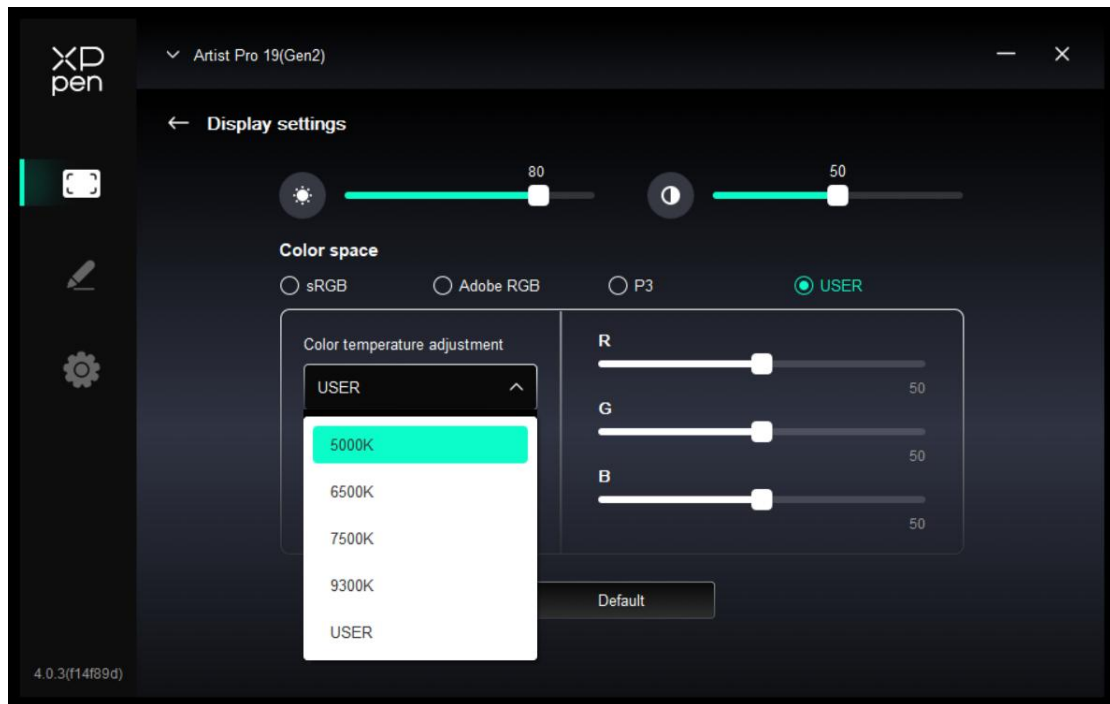 XP
pen
Artist Pro 19(Gen2)
Display settings
80
50
Color space
sRGB
Adobe RGB
P3
USER
Color temperature adjustment
USER
5000K
6500K
7500K
9300K
USER
R
50
G
50
B
50
Default
4.0.3(f14f89d)